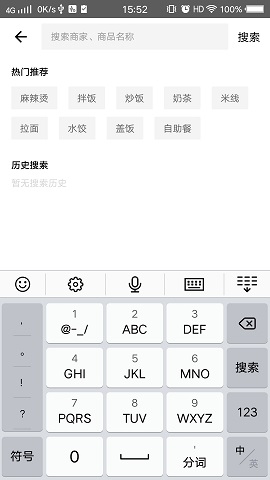 4G 0K/s 15:52 HD 100%
搜索商家、商品名称 搜索
热门推荐
麻辣烫 拌饭 炒饭 奶茶 米线
拉面 水饺 盖饭 自助餐
历史搜索
暂无搜索历史
， 1 2 3
@-_/ ABC DEF
。 4 5 6 搜索
GHI JKL MNO
！
？ 7 8 9 123
PQRS TUV WXYZ
符号 0 分词 中/英